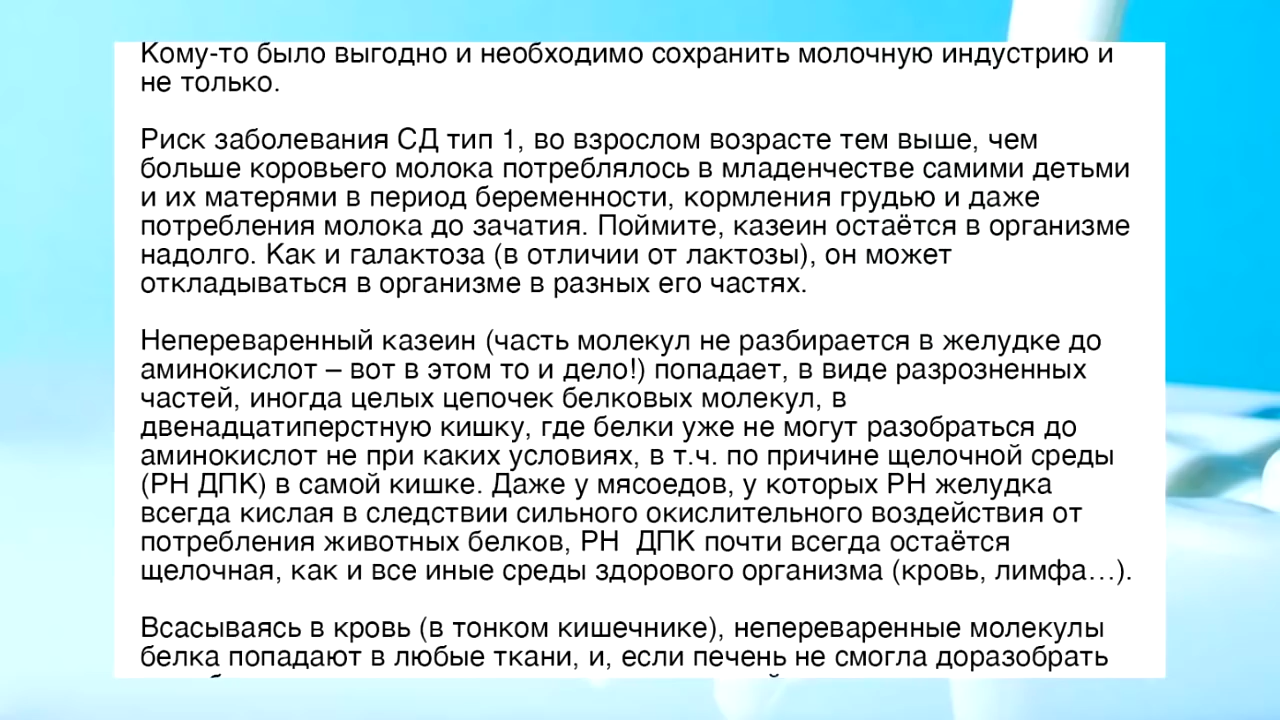 Кому-то было выгодно и необходимо сохранить молочную индустрию и
не только.
Риск заболевания СД тип 1, во взрослом возрасте тем выше, чем
больше коровьего молока потреблялось в младенчестве самими детьми
и их матерями в период беременности, кормления грудью и даже
потребления молока до зачатия. Поймите, казеин остаётся в организме
надолго. Как и галактоза (в отличии от лактозы), он может
откладываться в организме в разных его частях.
Непереваренный казеин (часть молекул не разбирается в желудке до
аминокислот – вот в этом то и дело!) попадает, в виде разрозненных
частей, иногда целых цепочек белковых молекул, в
двенадцатиперстную кишку, где белки уже не могут разобраться до
аминокислот не при каких условиях, в т.ч. по причине щелочной среды
(РН ДПК) в самой кишке. Даже у мясоедов, у которых РН желудка
всегда кислая в следствии сильного окислительного воздействия от
потребления животных белков, РН  ДПК почти всегда остаётся
щелочная, как и все иные среды здорового организма (кровь, лимфа…).
Всасываясь в кровь (в тонком кишечнике), непереваренные молекулы
белка попадают в любые ткани, и, если печень не смогла доразобрать